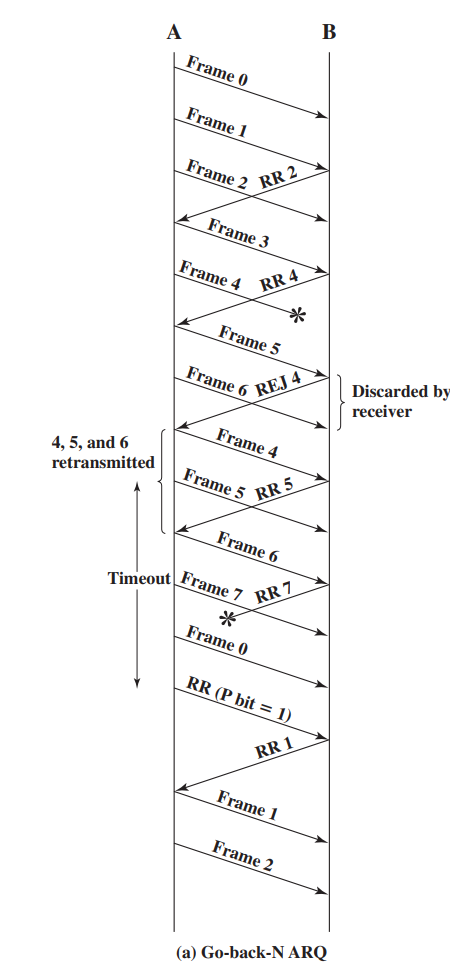 A
B
Frame 0
Frame 1
Frame 2
RR 2
Frame 3
Frame 4
RR 4
Frame 5
Frame 6
REJ 4
Discarded by
receiver
4, 5, and 6
retransmitted
Frame 4
Frame 5
RR 5
Frame 6
Timeout
Frame 7
RR 7
Frame 0
RR (P bit = 1)
RR 1
Frame 1
Frame 2
(a) Go-back-N ARQ